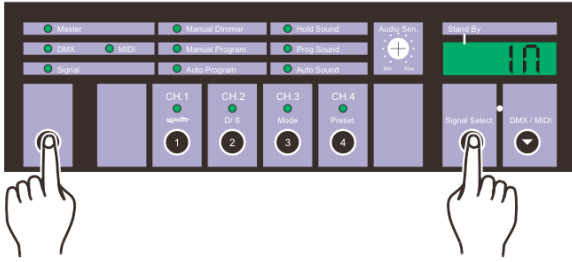 Master
Manual Dimmer
Hold Sound
Audio Sen.
Stand By
DMX
MIDI
Manual Program
Prog Sound
Signal
Auto Program
Auto Sound
Min
Max
1n
CH.1
CH.2
CH.3
CH.4
D/ S
Mode
Preset
Signal Select
DMX / MIDI
1
2
3
4